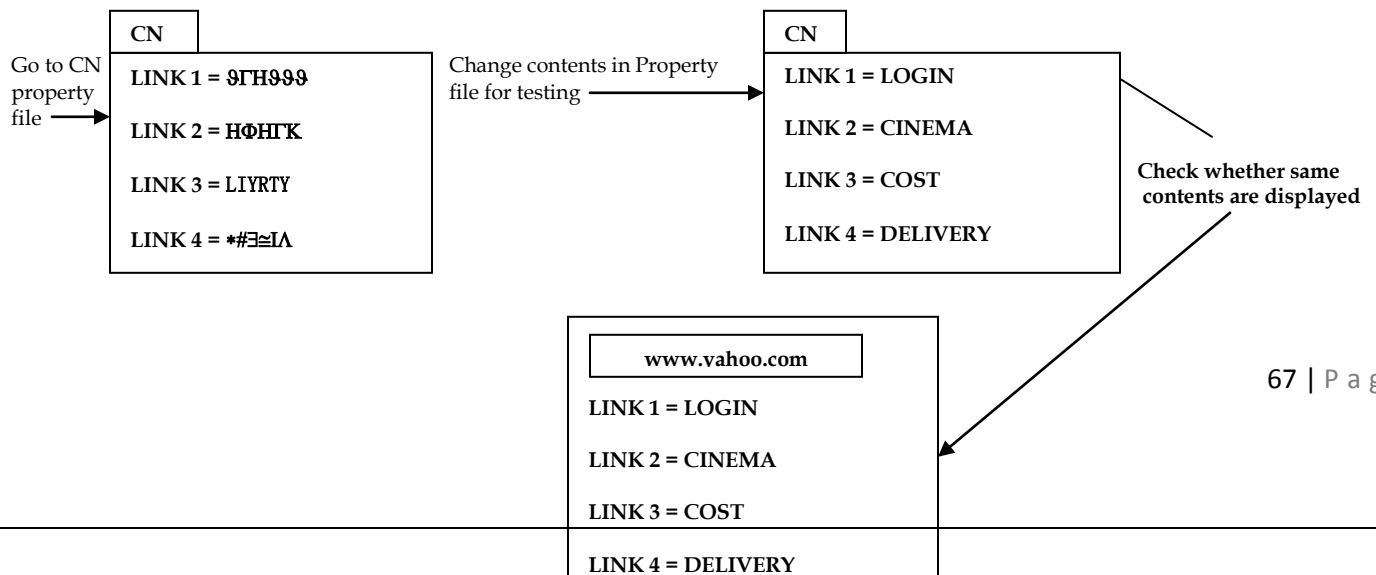 CN
Go to CN
property
file
LINK 1 = ϑΓΗϑϑϑ
LINK 2 = ΗΦΗΓΚ
LINK 3 = LIYRTY
LINK 4 = *#∃≅ΙΛ
Change contents in Property
file for testing
CN
LINK 1 = LOGIN
LINK 2 = CINEMA
LINK 3 = COST
LINK 4 = DELIVERY
Check whether same
contents are displayed
www.yahoo.com
LINK 1 = LOGIN
LINK 2 = CINEMA
LINK 3 = COST
LINK 4 = DELIVERY
67 | P a g